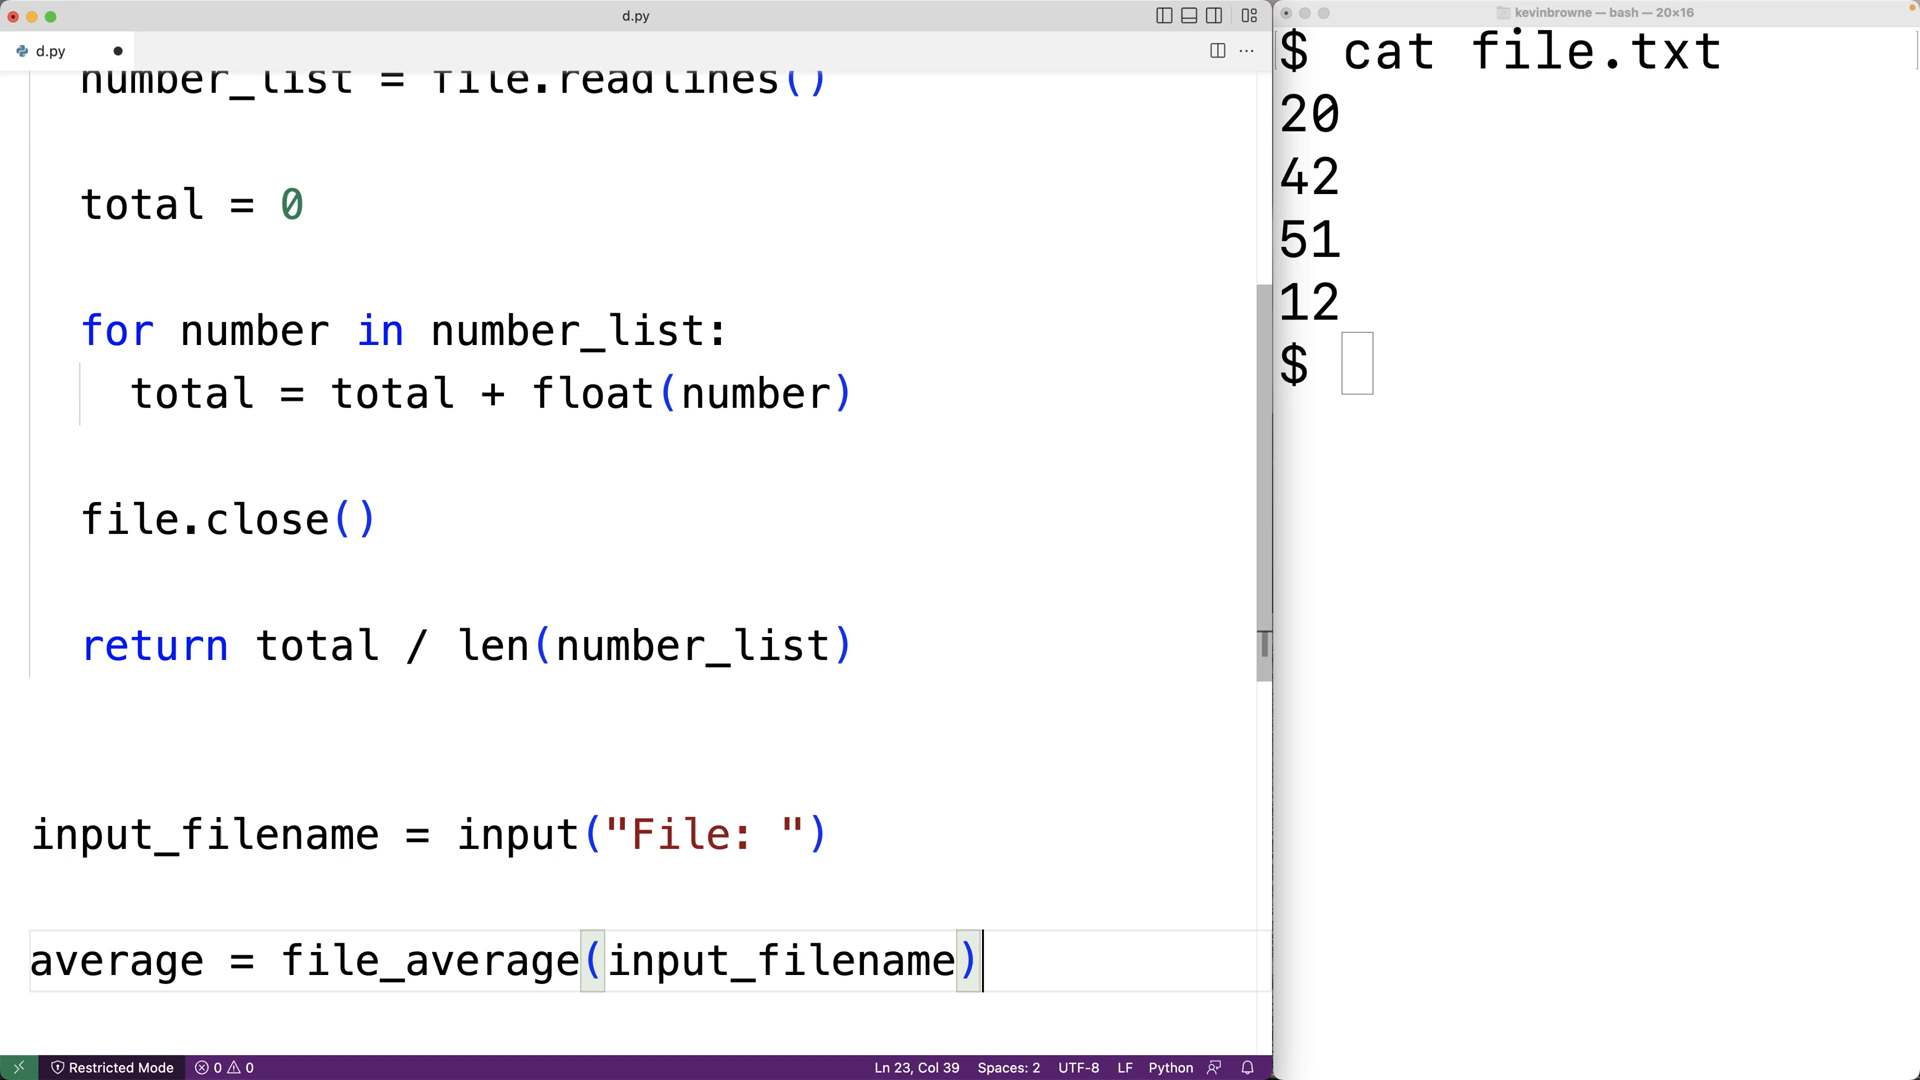 d.py
d.py
number_list = file.readlines()
total = 0
for number in number_list:
total = total + float(number)
file.close()
return total / len(number_list)
input_filename = input("File: ")
average = file_average(input_filename)
Restricted Mode
0
0
Ln 23, Col 39
Spaces: 2
UTF-8
LF
Python
kevinbrowne — bash — 20×16
$ cat file.txt
20
42
51
12
$